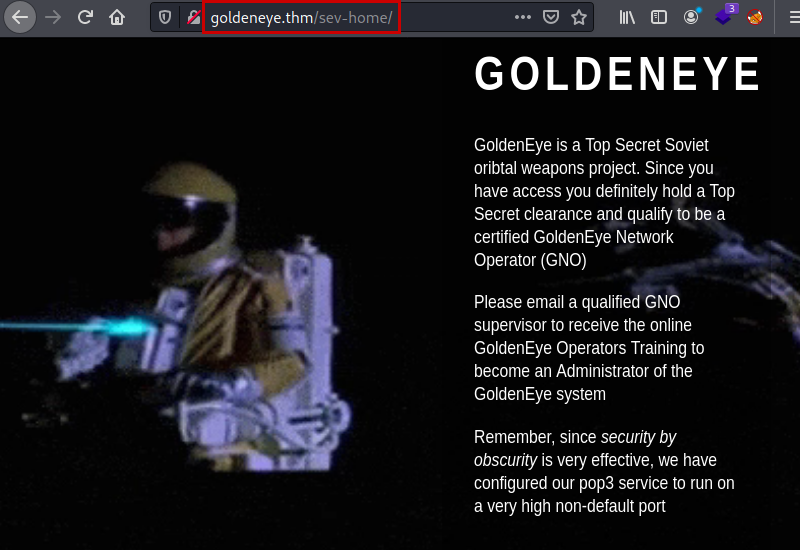 goldeneye.thm/sev-home/
3
GOLDENEYE
GoldenEye is a Top Secret Soviet
oribtal weapons project. Since you
have access you definitely hold a Top
Secret clearance and qualify to be a
certified GoldenEye Network
Operator (GNO)
Please email a qualified GNO
supervisor to receive the online
GoldenEye Operators Training to
become an Administrator of the
GoldenEye system
Remember, since security by
obscurity is very effective, we have
configured our pop3 service to run on
a very high non-default port